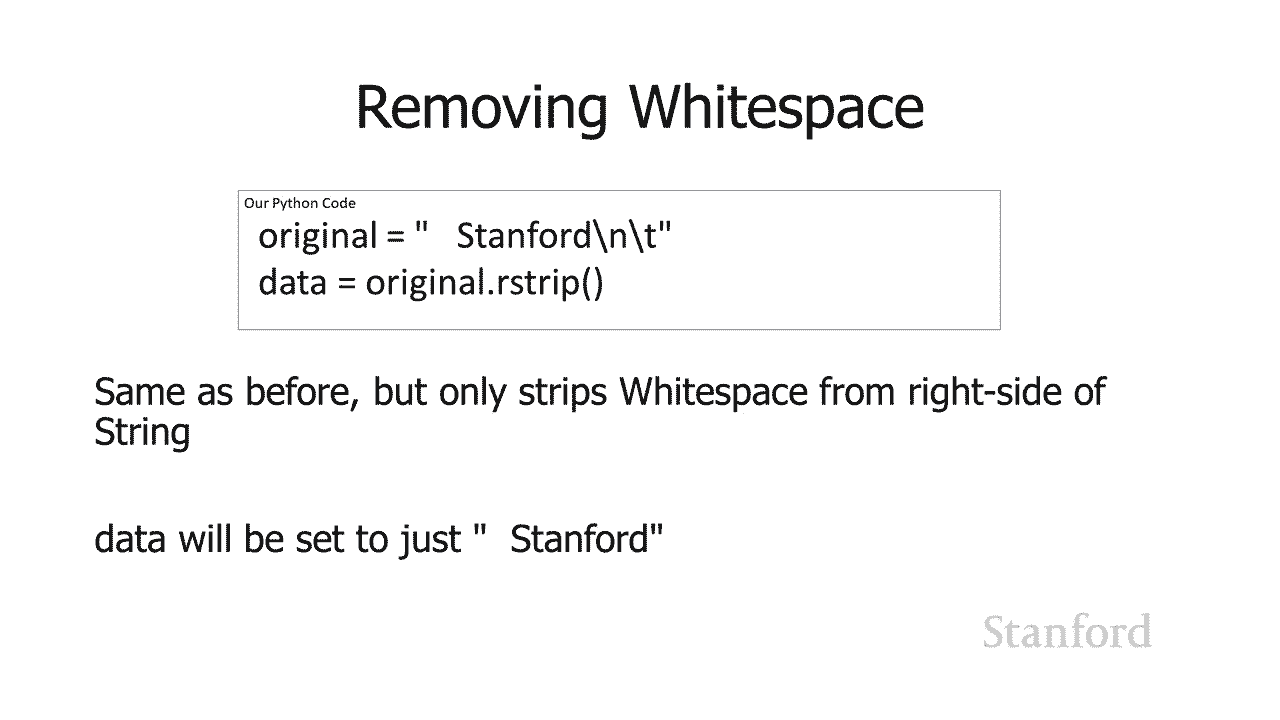 Removing Whitespace
Our Python Code
original = "   Stanford\n\t"
data = original.rstrip()
Same as before, but only strips Whitespace from right-side of
String
data will be set to just "  Stanford"
Stanford